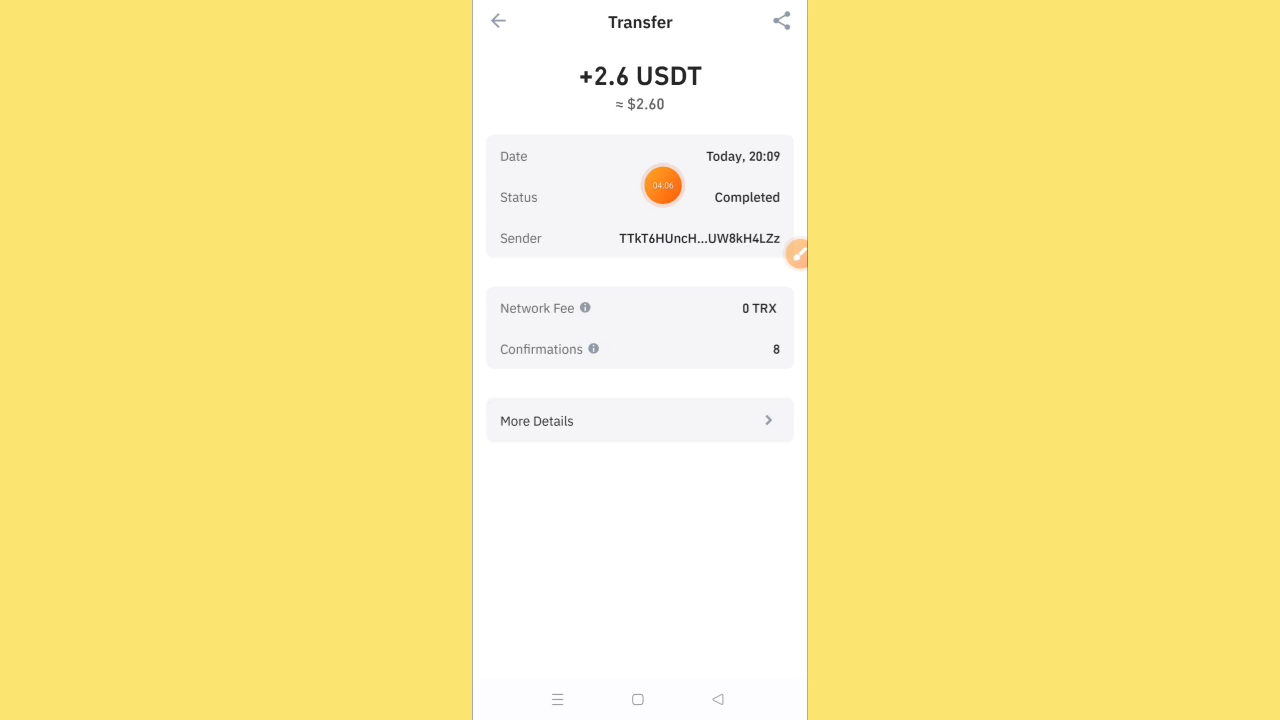 Transfer
+2.6 USDT
≈ $2.60
Date Today, 20:09
04:06
Status Completed
Sender TTkT6HUncH...UW8kH4LZz
Network Fee 0 TRX
Confirmations 8
More Details